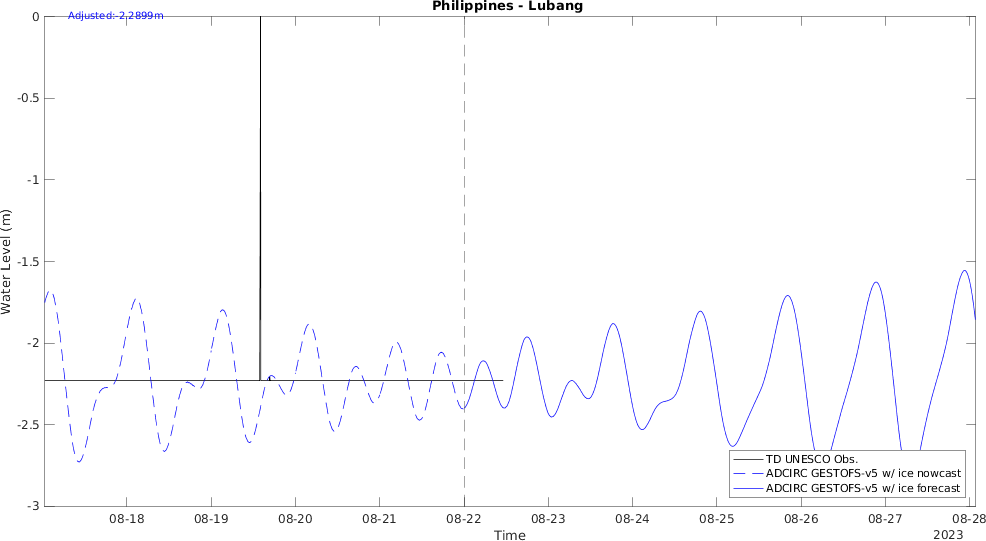 Philippines - Lubang
Adjusted:-2.2899m
0
-0.5
-1
-1.5
-2
-2.5
-3
Water Level (m)
08-18 08-19 08-20 08-21 08-22 08-23 08-24 08-25 08-26 08-27 08-28
Time
2023
TD UNESCO Obs.
ADCIRC GESTOFS-v5 w/ ice nowcast
ADCIRC GESTOFS-v5 w/ ice forecast